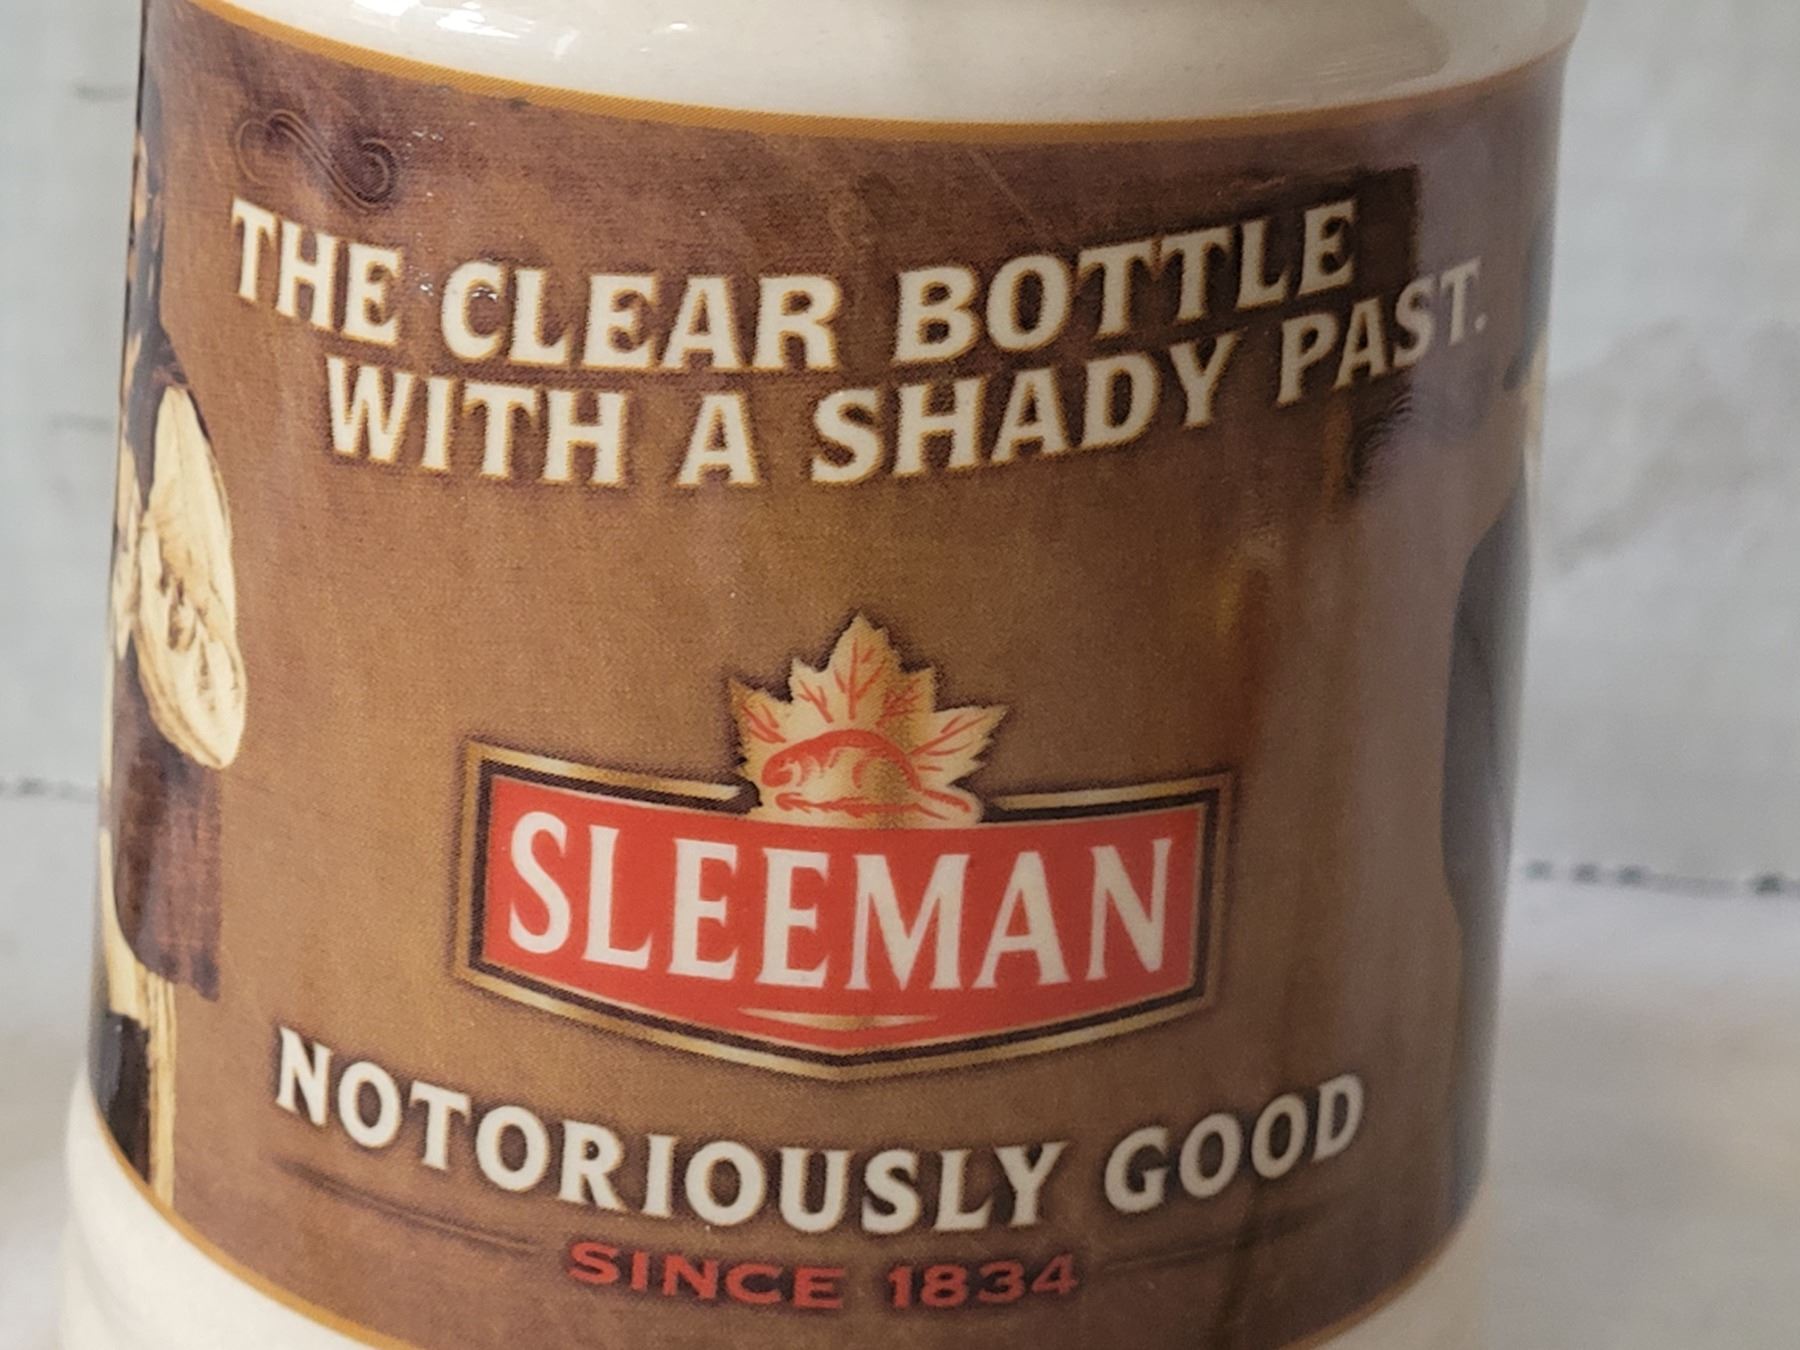 THE CLEAR BOTTLE
WITH A SHADY PAST.
SLEEMAN
NOTORIOUSLY GOOD
SINCE 1834